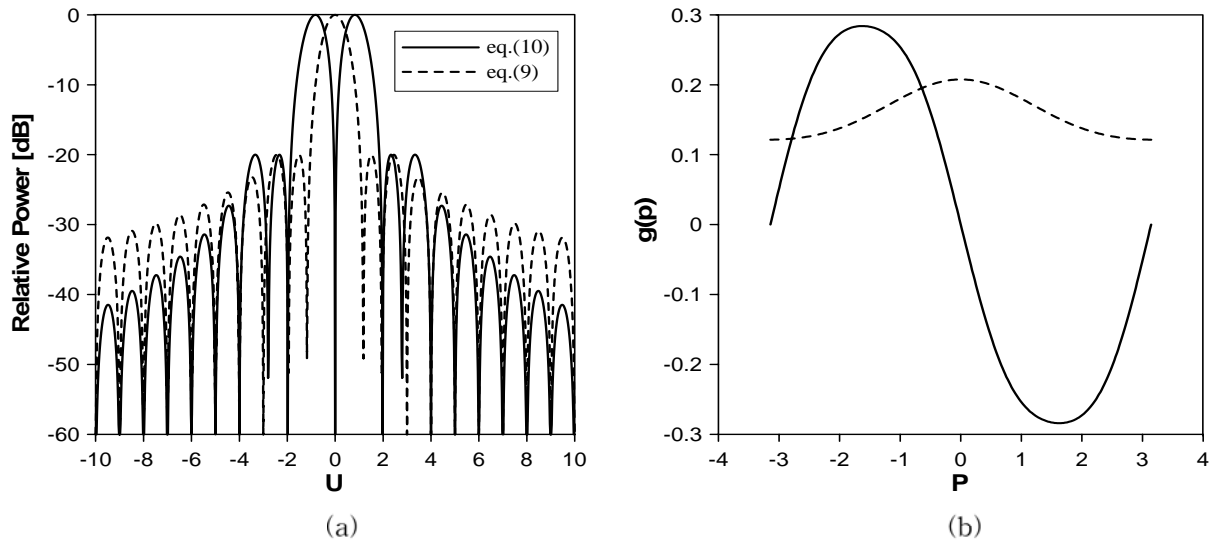 0
-10
-20
-30
-40
-50
-60
Relative Power [dB]
eq.(10)
eq.(9)
-10 -8 -6 -4 -2 0 2 4 6 8 10
U
(a)
0.3
0.2
0.1
0
-0.1
-0.2
-0.3
g(p)
-4 -3 -2 -1 0 1 2 3 4
P
(b)